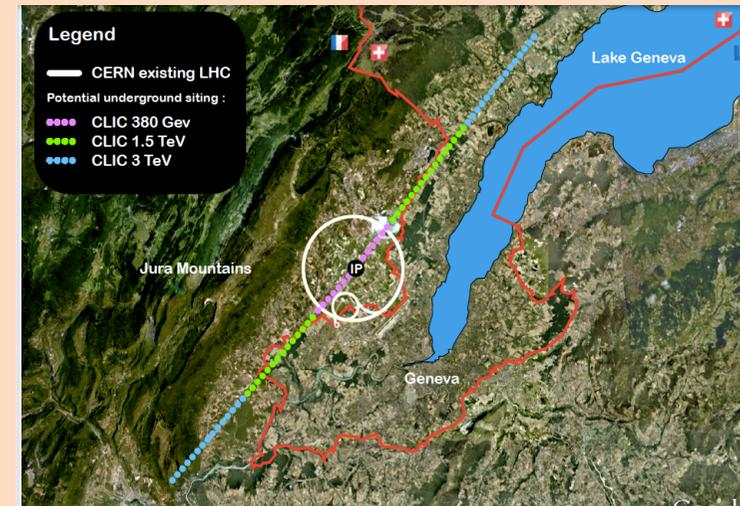 Legend
CERN existing LHC
Potential underground siting :
CLIC 380 Gev
CLIC 1.5 TeV
CLIC 3 TeV
Lake Geneva
Jura Mountains
IP
Geneva